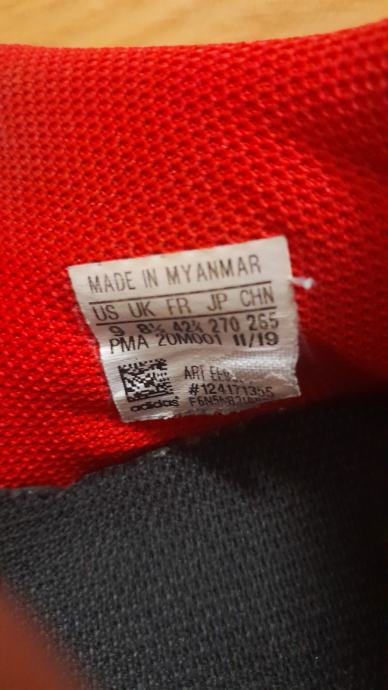 MADE IN MYANMAR
US UK FR JP CHN
9 8½ 42⅔ 270 265
PMA 20M001 11/19
ART
#124171355
adidas